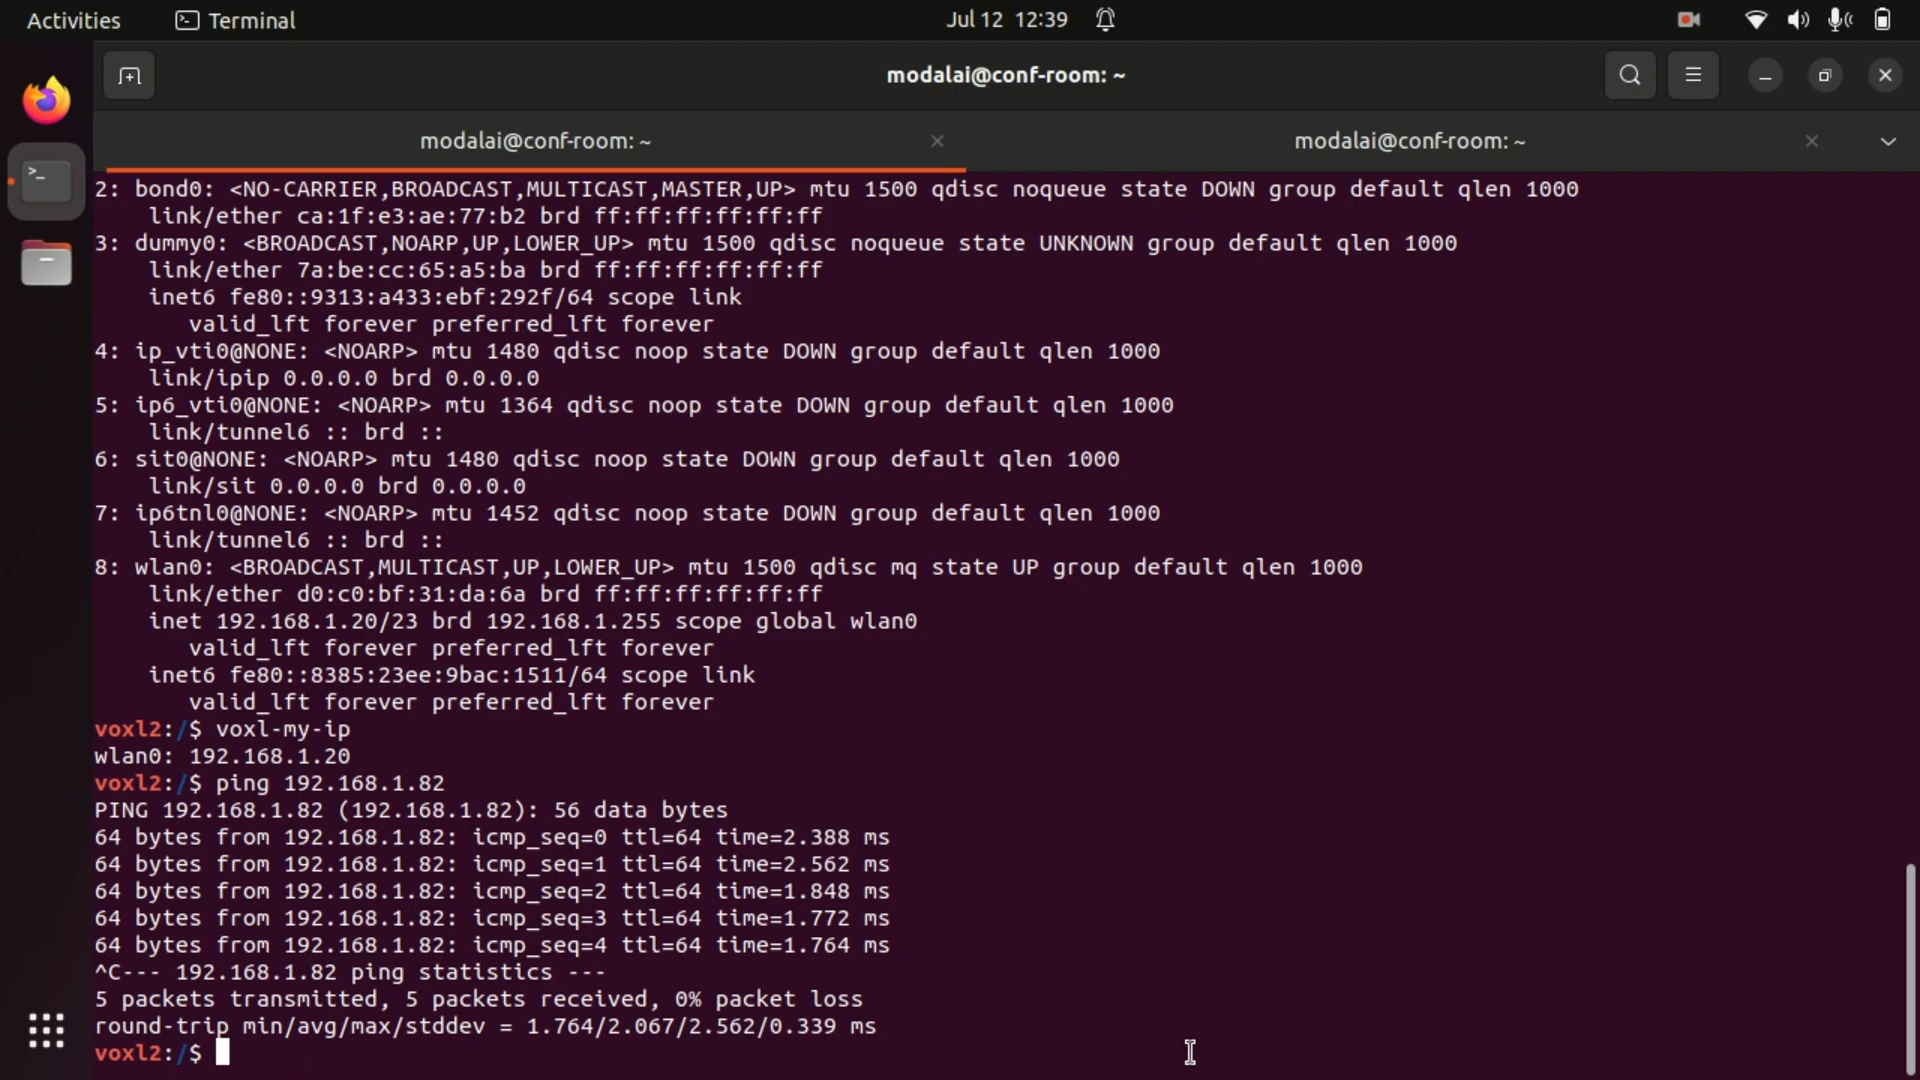 Activities
Terminal
Jul 12 12:39
modalai@conf-room: ~
modalai@conf-room: ~
modalai@conf-room: ~
2: bond0: <NO-CARRIER,BROADCAST,MULTICAST,MASTER,UP> mtu 1500 qdisc noqueue state DOWN group default qlen 1000
    link/ether ca:1f:e3:ae:77:b2 brd ff:ff:ff:ff:ff:ff
3: dummy0: <BROADCAST,NOARP,UP,LOWER_UP> mtu 1500 qdisc noqueue state UNKNOWN group default qlen 1000
    link/ether 7a:be:cc:65:a5:ba brd ff:ff:ff:ff:ff:ff
    inet6 fe80::9313:a433:ebf:292f/64 scope link
       valid_lft forever preferred_lft forever
4: ip_vti0@NONE: <NOARP> mtu 1480 qdisc noop state DOWN group default qlen 1000
    link/ipip 0.0.0.0 brd 0.0.0.0
5: ip6_vti0@NONE: <NOARP> mtu 1364 qdisc noop state DOWN group default qlen 1000
    link/tunnel6 :: brd ::
6: sit0@NONE: <NOARP> mtu 1480 qdisc noop state DOWN group default qlen 1000
    link/sit 0.0.0.0 brd 0.0.0.0
7: ip6tnl0@NONE: <NOARP> mtu 1452 qdisc noop state DOWN group default qlen 1000
    link/tunnel6 :: brd ::
8: wlan0: <BROADCAST,MULTICAST,UP,LOWER_UP> mtu 1500 qdisc mq state UP group default qlen 1000
    link/ether d0:c0:bf:31:da:6a brd ff:ff:ff:ff:ff:ff
    inet 192.168.1.20/23 brd 192.168.1.255 scope global wlan0
       valid_lft forever preferred_lft forever
    inet6 fe80::8385:23ee:9bac:1511/64 scope link
       valid_lft forever preferred_lft forever
voxl2:/$ voxl-my-ip
wlan0: 192.168.1.20
voxl2:/$ ping 192.168.1.82
PING 192.168.1.82 (192.168.1.82): 56 data bytes
64 bytes from 192.168.1.82: icmp_seq=0 ttl=64 time=2.388 ms
64 bytes from 192.168.1.82: icmp_seq=1 ttl=64 time=2.562 ms
64 bytes from 192.168.1.82: icmp_seq=2 ttl=64 time=1.848 ms
64 bytes from 192.168.1.82: icmp_seq=3 ttl=64 time=1.772 ms
64 bytes from 192.168.1.82: icmp_seq=4 ttl=64 time=1.764 ms
^C--- 192.168.1.82 ping statistics ---
5 packets transmitted, 5 packets received, 0% packet loss
round-trip min/avg/max/stddev = 1.764/2.067/2.562/0.339 ms
voxl2:/$